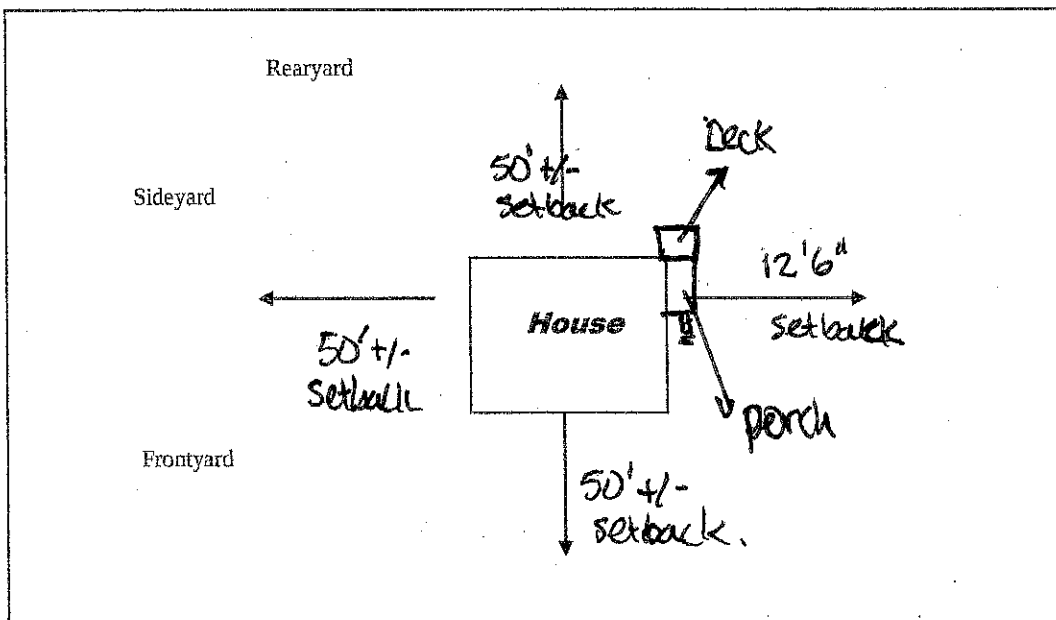 Rearyard
Deck
50'+/-
setback
Sideyard
12'6"
setback
House
50'+/-
setback
porch
Frontyard
50'+/-
setback.